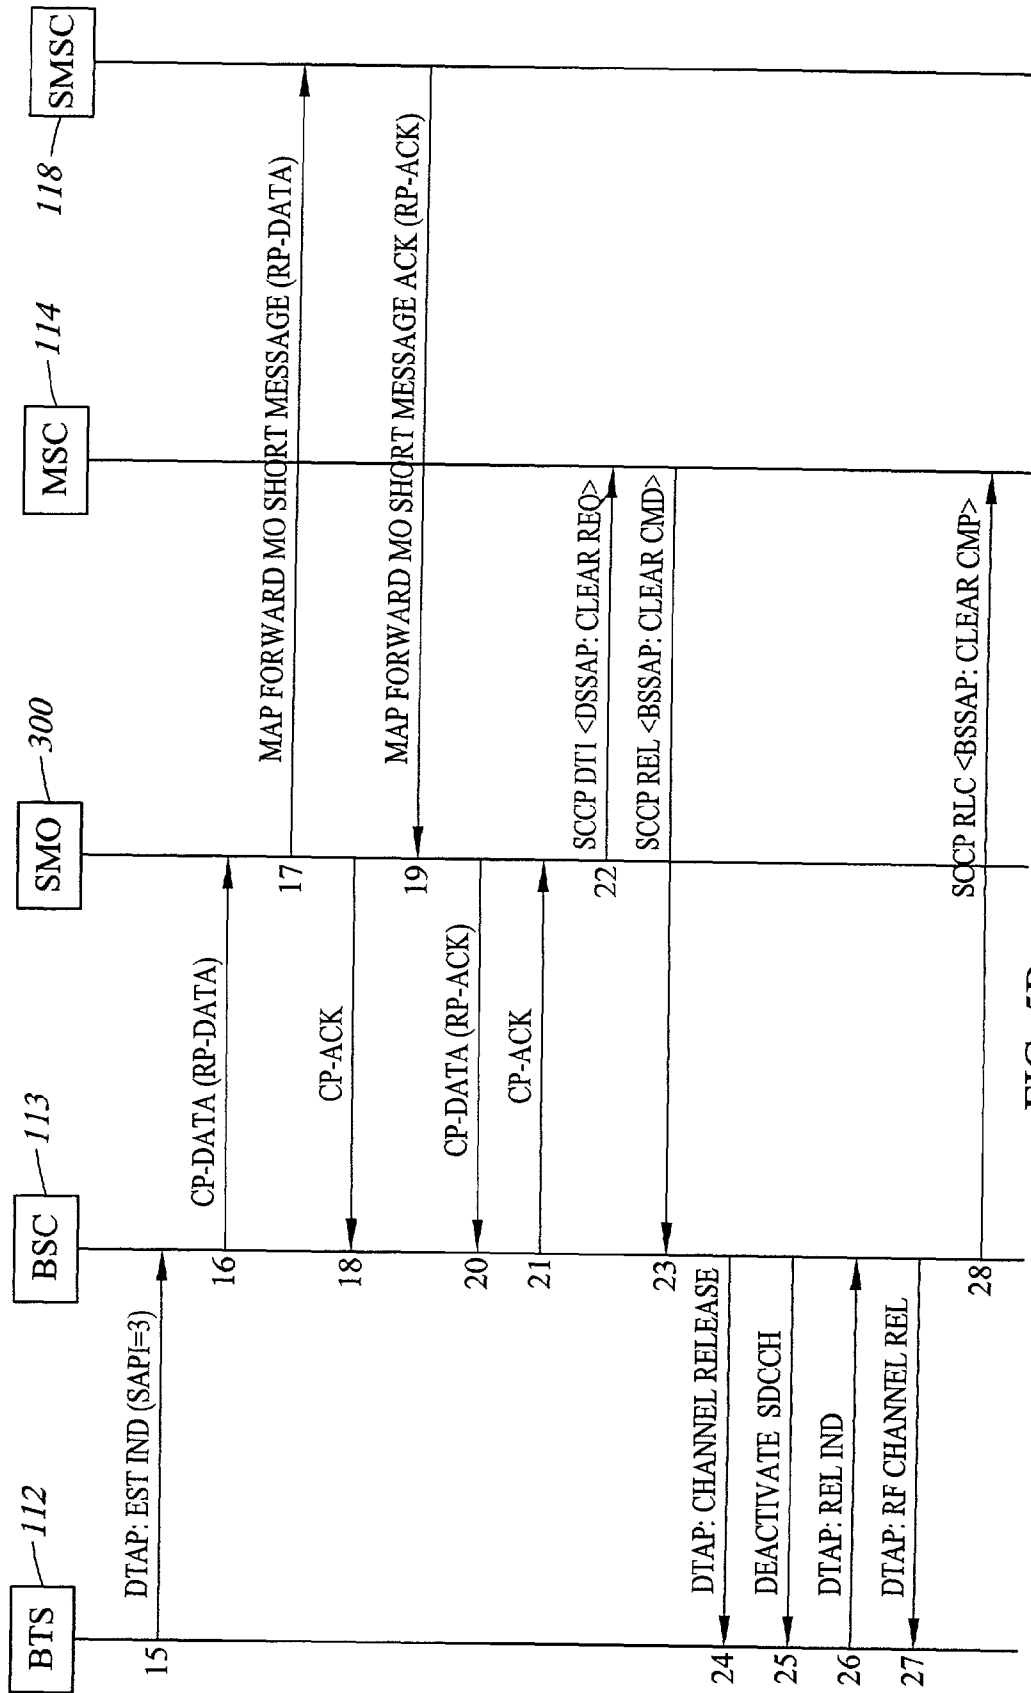 BTS
112
BSC
113
SMO
300
MSC
114
SMSC
118
15
DTAP: EST IND (SAPI=3)
16
CP-DATA (RP-DATA)
17
MAP FORWARD MO SHORT MESSAGE (RP-DATA)
18
CP-ACK
19
MAP FORWARD MO SHORT MESSAGE ACK (RP-ACK)
20
CP-DATA (RP-ACK)
21
CP-ACK
22
SCCP DT1 <DSSAP: CLEAR REQ>
23
SCCP REL <BSSAP: CLEAR CMD>
24
DTAP: CHANNEL RELEASE
25
DEACTIVATE SDCCH
26
DTAP: REL IND
27
DTAP: RF CHANNEL REL
28
SCCP RLC <BSSAP: CLEAR CMP>
FIG.